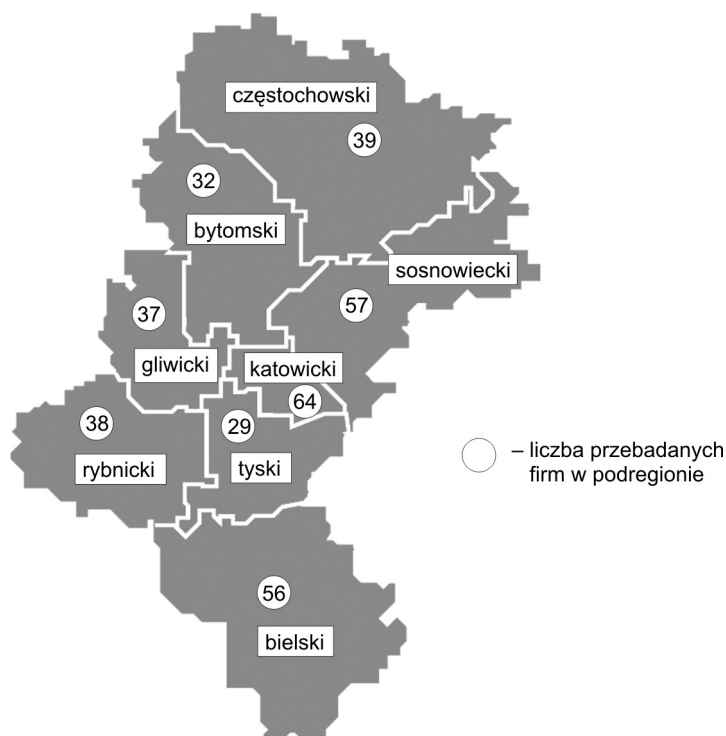 częstochowski
39
32
bytomski
sosnowiecki
57
37
gliwicki
katowicki
64
38
rybnicki
29
tyski
– liczba przebadanych
firm w podregionie
56
bielski